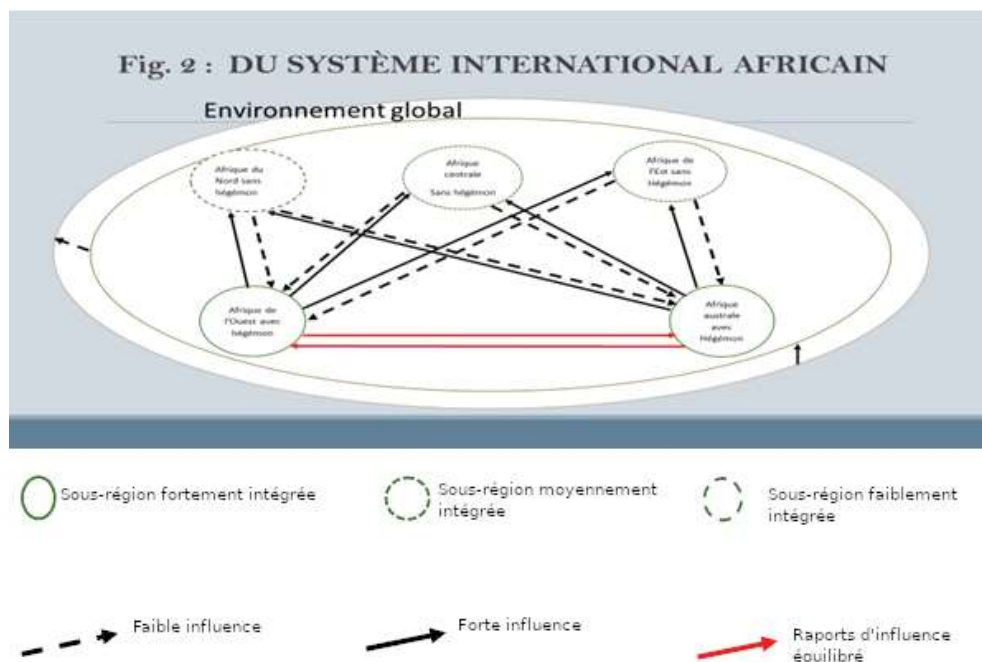 Fig. 2 : DU SYSTÈME INTERNATIONAL AFRICAIN
Environnement global
Afrique du
Nord sans
hégémon
Afrique
centrale
Sans hégémon
Afrique de
l'Est sans
Hégémon
Afrique de
l'Ouest avec
hégémon
Afrique
australe
avec
Hégémon
Sous-région fortement intégrée
Sous-région moyennement
intégrée
Sous-région faiblement
intégrée
Faible influence
Forte influence
Raports d'influence
équilibré